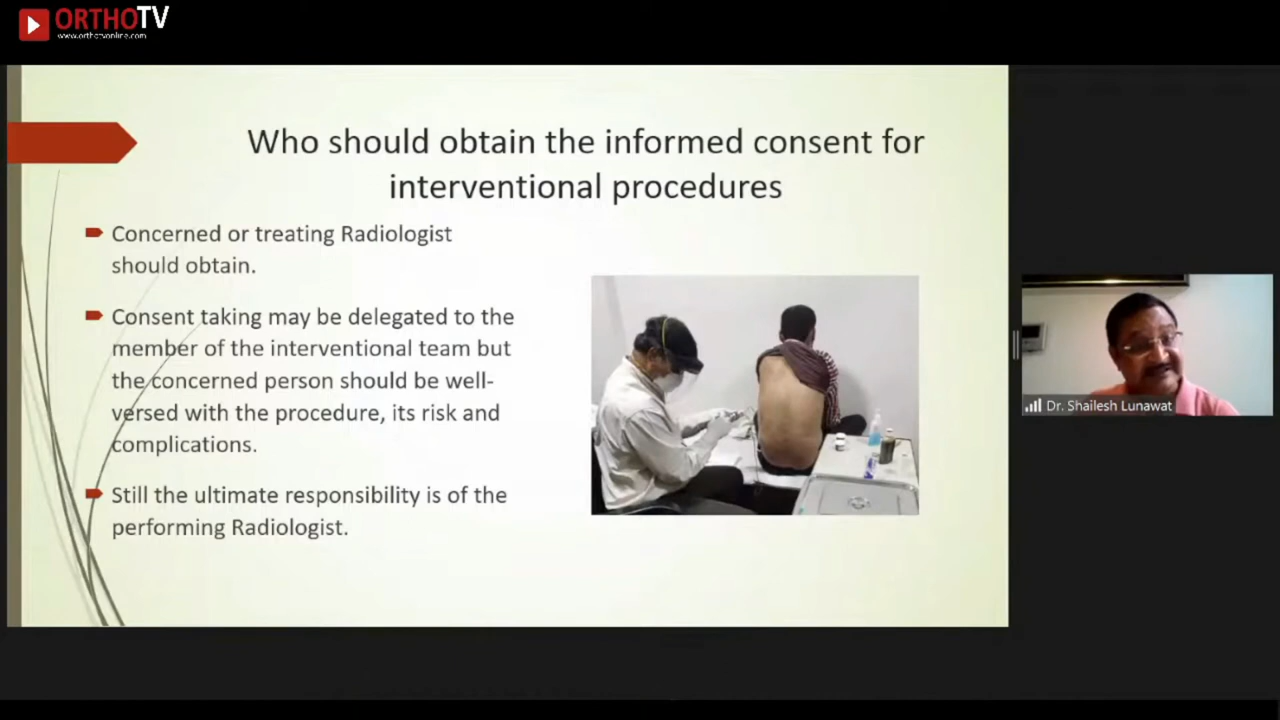 ORTHOTV
www.orthotvonline.com
Who should obtain the informed consent for
interventional procedures
Concerned or treating Radiologist
should obtain.
Consent taking may be delegated to the
member of the interventional team but
the concerned person should be well-
versed with the procedure, its risk and
complications.
Still the ultimate responsibility is of the
performing Radiologist.
Dr. Shailesh Lunawat